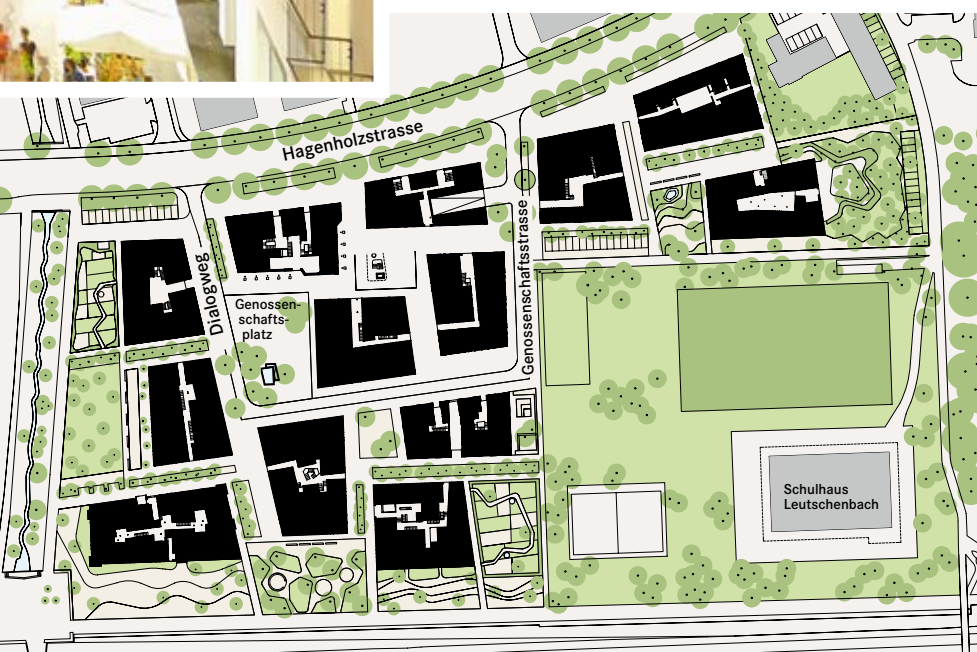 Hagenholzstrasse
Dialogweg
Genossen-
schafts-
platz
Genossenschaftsstrasse
Schulhaus
Leutschenbach